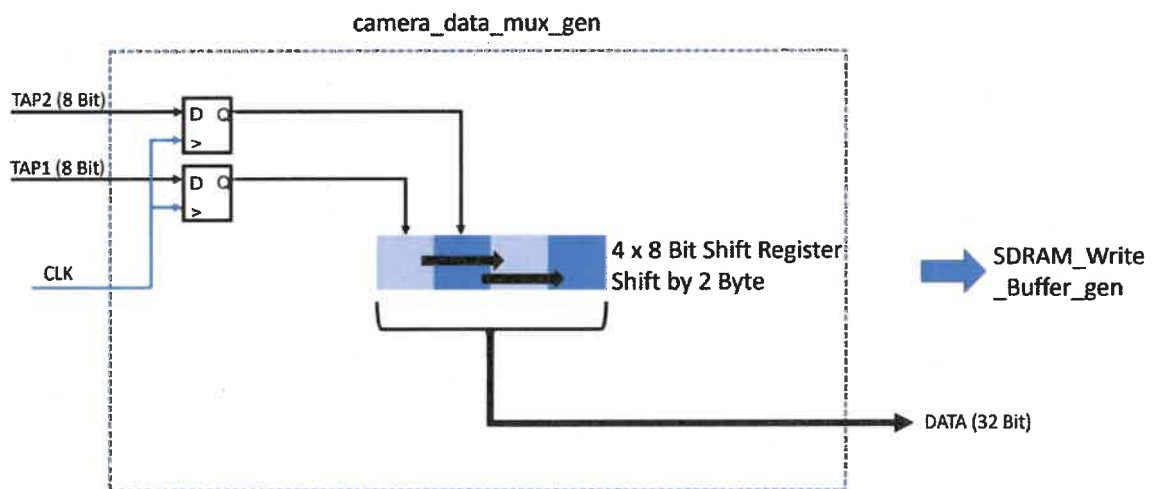 camera_data_mux_gen
TAP2 (8 Bit)
D Q
>
TAP1 (8 Bit)
D Q
>
4 x 8 Bit Shift Register
Shift by 2 Byte
CLK
SDRAM_Write
_Buffer_gen
DATA (32 Bit)